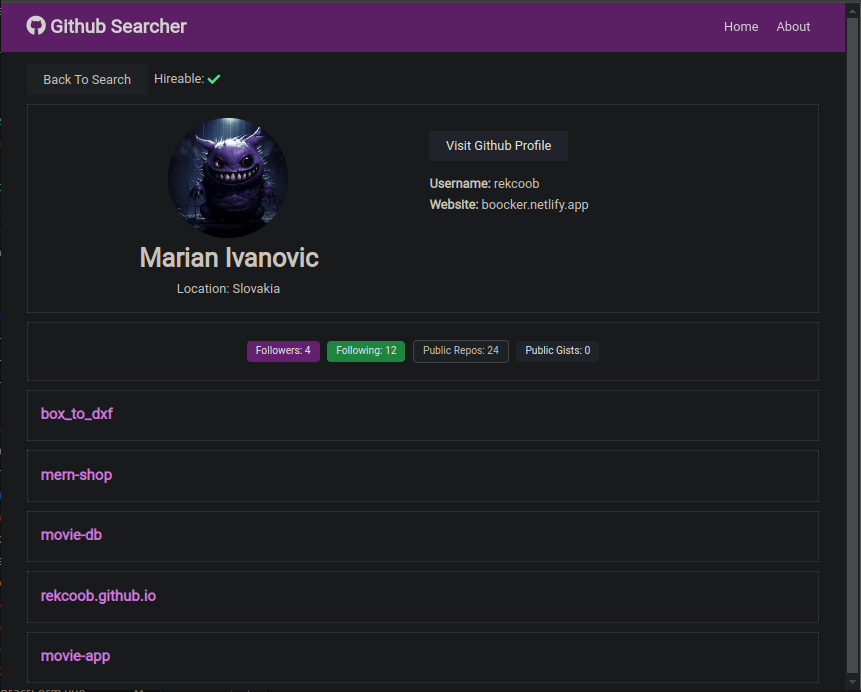 Github Searcher
Home
About
Back To Search
Hireable:
Visit Github Profile
Username: rekcoob
Website: boocker.netlify.app
Marian Ivanovic
Location: Slovakia
Followers: 4
Following: 12
Public Repos: 24
Public Gists: 0
box_to_dxf
mern-shop
movie-db
rekcoob.github.io
movie-app